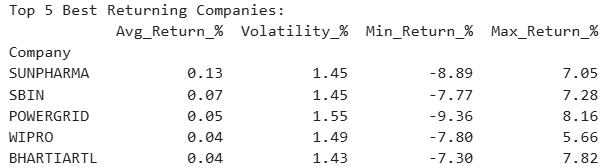 Top 5 Best Returning Companies:
Avg_Return_% Volatility_% Min_Return_% Max_Return_%
Company
SUNPHARMA 0.13 1.45 -8.89 7.05
SBIN 0.07 1.45 -7.77 7.28
POWERGRID 0.05 1.55 -9.36 8.16
WIPRO 0.04 1.49 -7.80 5.66
BHARTIARTL 0.04 1.43 -7.30 7.82